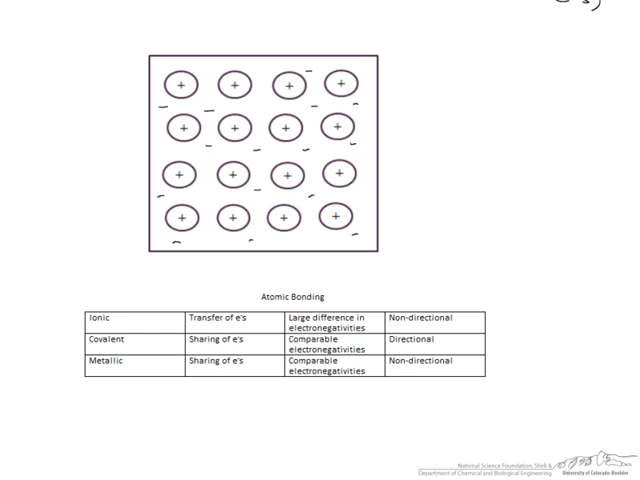 + + + +
+ + + +
+ + + +
+ + + +
Atomic Bonding
Ionic Transfer of e's Large difference in electronegativities Non-directional
Covalent Sharing of e's Comparable electronegativities Directional
Metallic Sharing of e's Comparable electronegativities Non-directional
National Science Foundation, Shell &
Department of Chemical and Biological Engineering
University of Colorado-Boulder